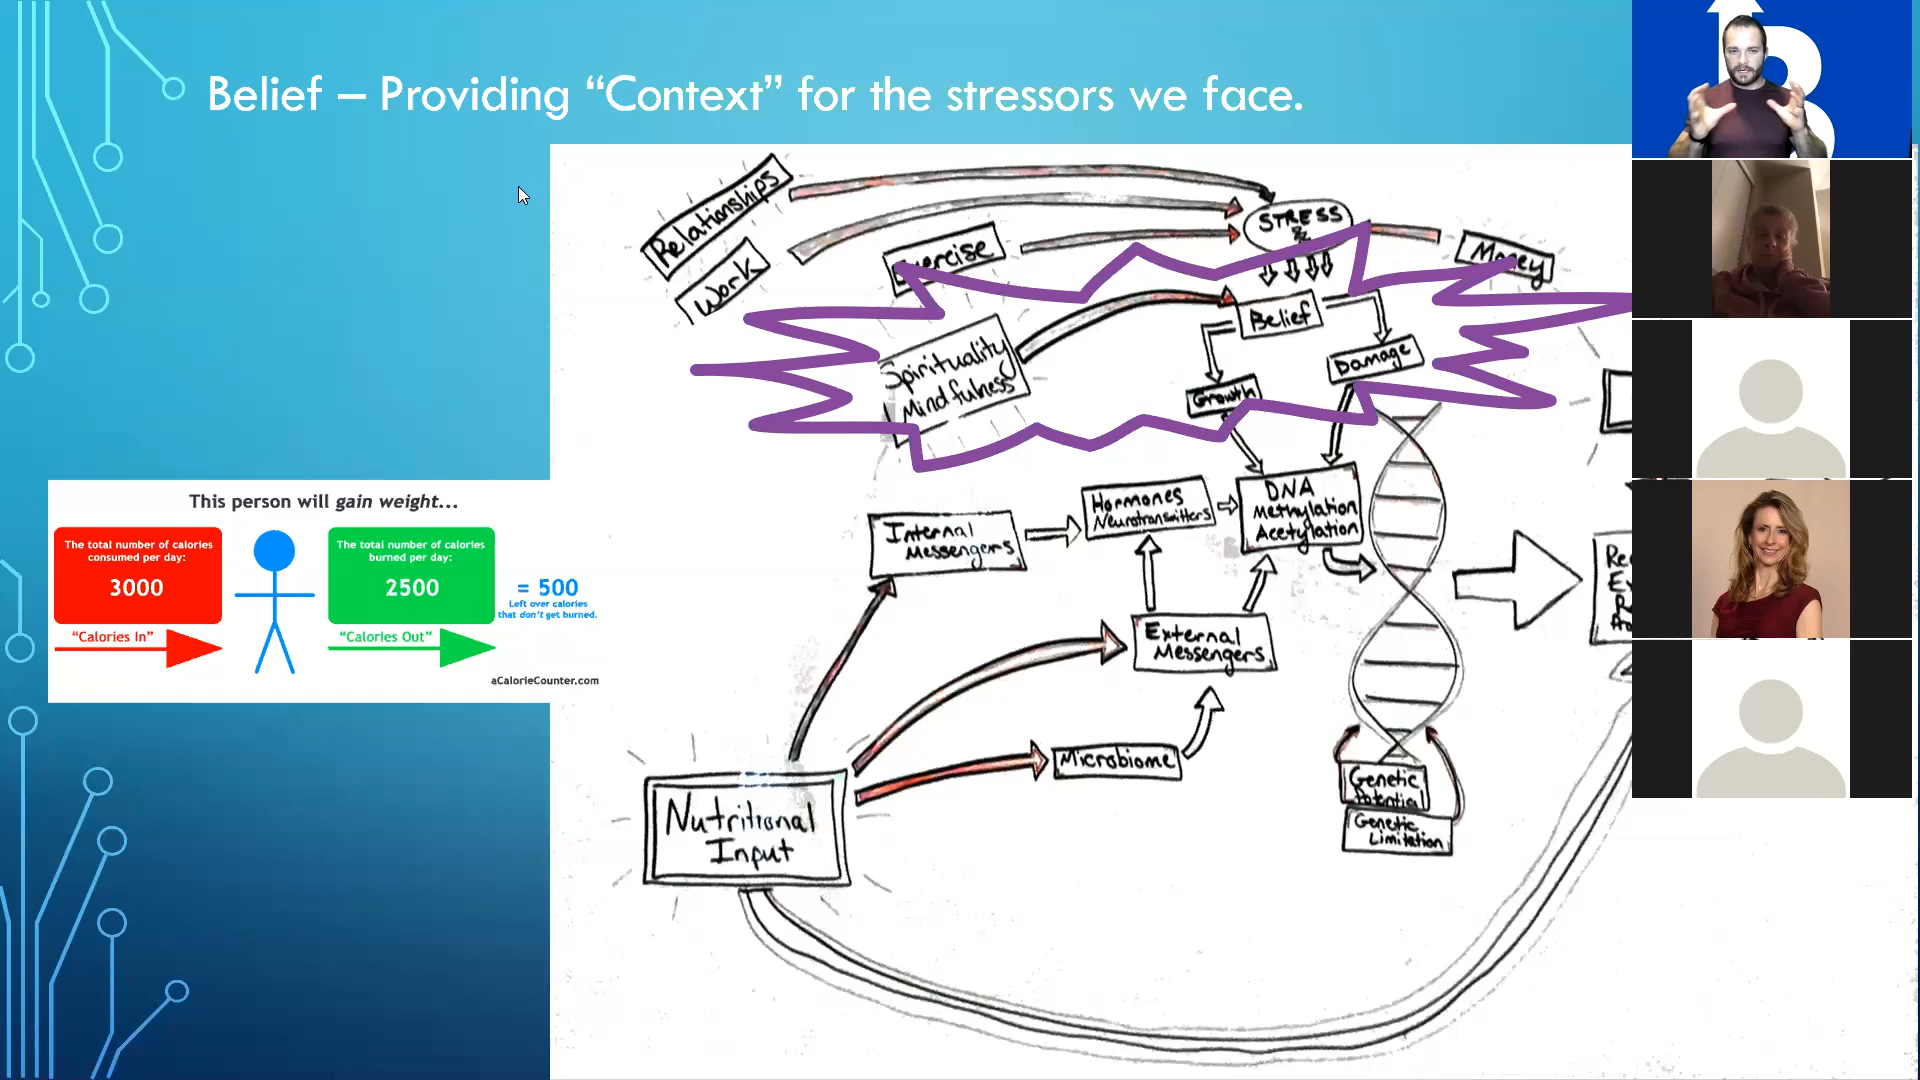 Belief – Providing “Context” for the stressors we face.
Relationships
Work
Exercise
STRESS
Money
Belief
Spirituality
Mindfulness
Damage
Growth
This person will gain weight...
The total number of calories
consumed per day:
3000
“Calories In”
The total number of calories
burned per day:
2500
“Calories Out”
= 500
Left over calories
that don't get burned.
aCalorieCounter.com
Internal
Messengers
Hormones
Neurotransmitters
DNA
Methylation
Acetylation
External
Messengers
Microbiome
Nutritional
Input
Genetic
Potential
Genetic
Limitation